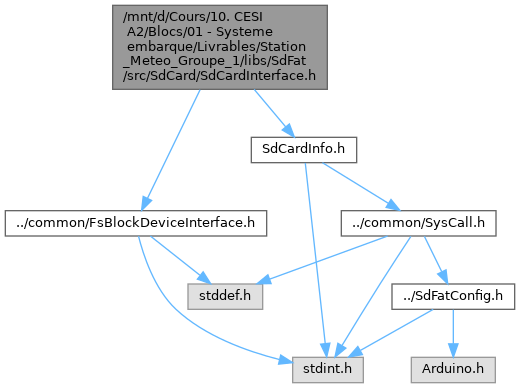 /mnt/d/Cours/10. CESI
A2/Blocs/01 - Systeme
embarque/Livrables/Station
_Meteo_Groupe_1/libs/SdFat
/src/SdCard/SdCardInterface.h
SdCardInfo.h
../common/FsBlockDeviceInterface.h
../common/SysCall.h
stddef.h
../SdFatConfig.h
stdint.h
Arduino.h